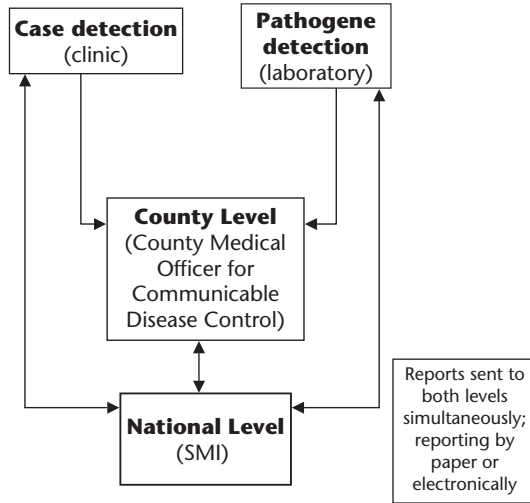 Case detection
(clinic)
Pathogene
detection
(laboratory)
County Level
(County Medical
Officer for
Communicable
Disease Control)
National Level
(SMI)
Reports sent to
both levels
simultaneously;
reporting by
paper or
electronically